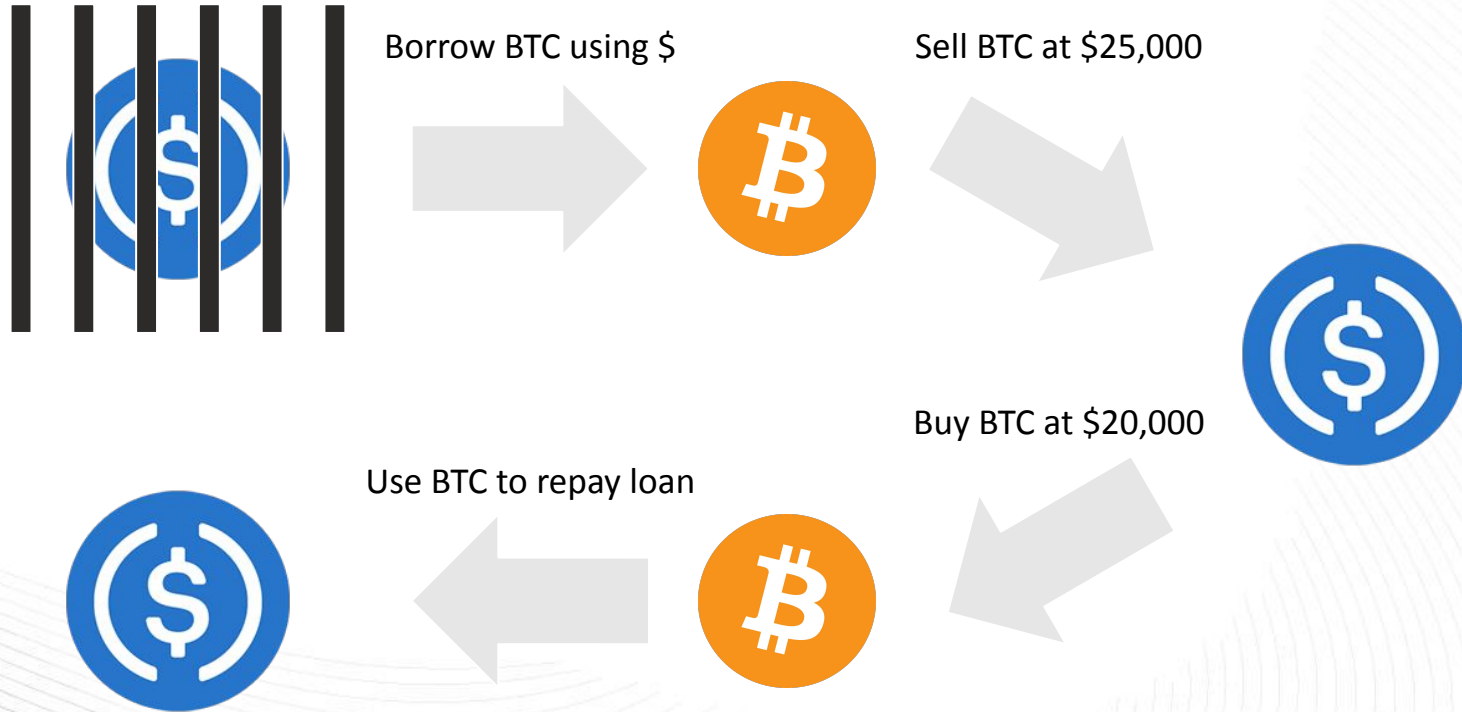 Borrow BTC using $
Sell BTC at $25,000
Buy BTC at $20,000
Use BTC to repay loan